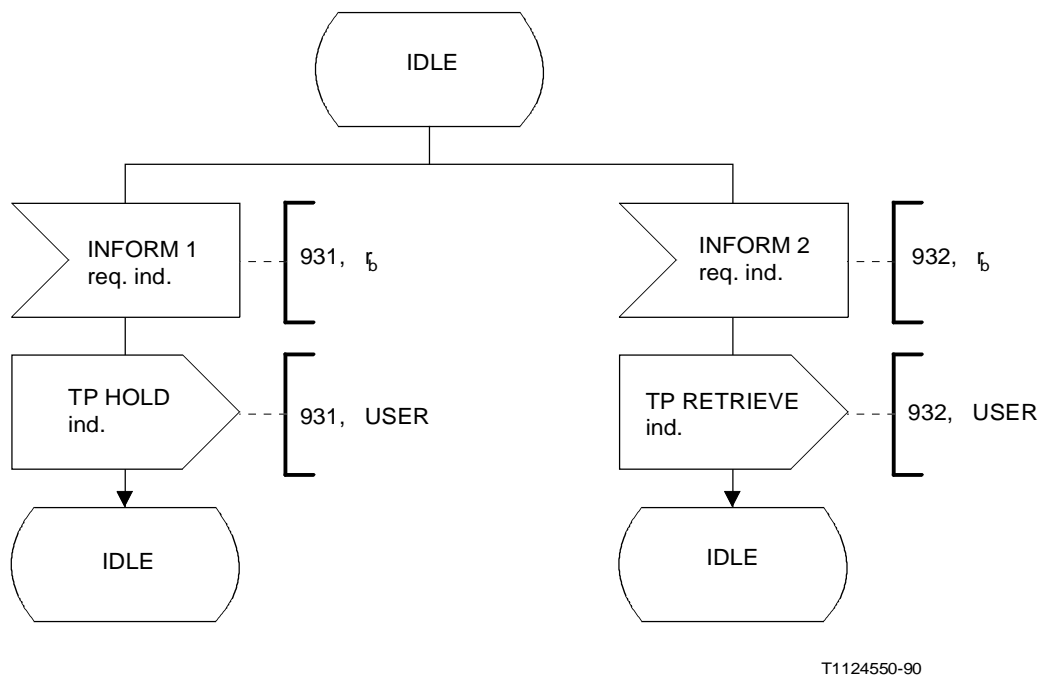 IDLE
INFORM 1
req. ind.
931, rb
INFORM 2
req. ind.
932, rb
TP HOLD
ind.
931, USER
TP RETRIEVE
ind.
932, USER
IDLE
IDLE
T1124550-90